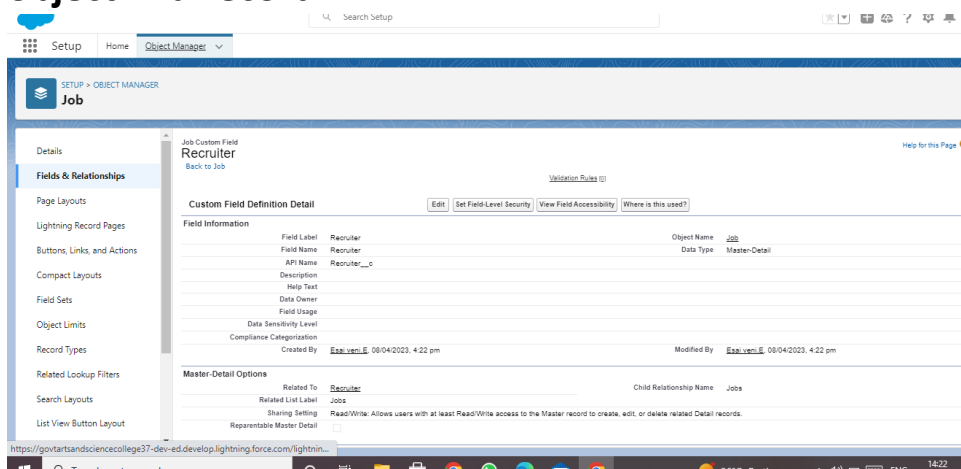 Search Setup
Setup Home Object Manager
SETUP > OBJECT MANAGER
Job
Details
Fields & Relationships
Page Layouts
Lightning Record Pages
Buttons, Links, and Actions
Compact Layouts
Field Sets
Object Limits
Record Types
Related Lookup Filters
Search Layouts
List View Button Layout
Job Custom Field
Recruiter
Back to Job
Help for this Page
Validation Rules [0]
Custom Field Definition Detail
Edit Set Field-Level Security View Field Accessibility Where is this used?
Field Information
Field Label Recruiter Object Name Job
Field Name Recruiter Data Type Master-Detail
API Name Recruiter__c
Description
Help Text
Data Owner
Field Usage
Data Sensitivity Level
Compliance Categorization
Created By Esai veni.E, 08/04/2023, 4:22 pm Modified By Esai veni.E, 08/04/2023, 4:22 pm
Master-Detail Options
Related To Recruiter Child Relationship Name Jobs
Related List Label Jobs
Sharing Setting Read/Write: Allows users with at least Read/Write access to the Master record to create, edit, or delete related Detail records.
Reparentable Master Detail
https://govtartsandsciencecollege37-dev-ed.develop.lightning.force.com/lightnin...
14:22